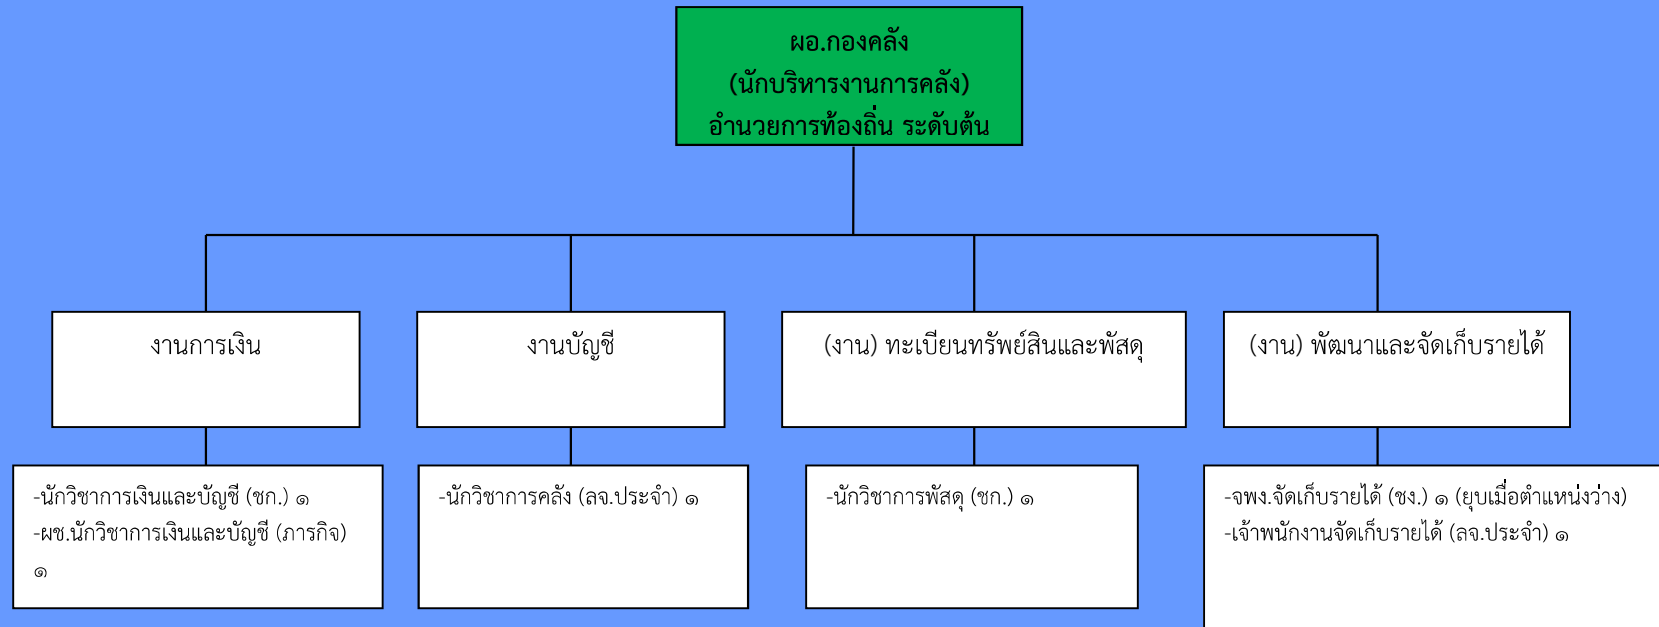 ผอ.กองคลัง
(นักบริหารงานการคลัง)
อำนวยการท้องถิ่น ระดับต้น
งานการเงิน
งานบัญชี
(งาน) ทะเบียนทรัพย์สินและพัสดุ
(งาน) พัฒนาและจัดเก็บรายได้
-นักวิชาการเงินและบัญชี (ชก.) ๑
-ผช.นักวิชาการเงินและบัญชี (ภารกิจ)
๑
-นักวิชาการคลัง (ลจ.ประจำ) ๑
-นักวิชาการพัสดุ (ชก.) ๑
-จพง.จัดเก็บรายได้ (ชง.) ๑ (ยุบเมื่อตำแหน่งว่าง)
-เจ้าพนักงานจัดเก็บรายได้ (ลจ.ประจำ) ๑